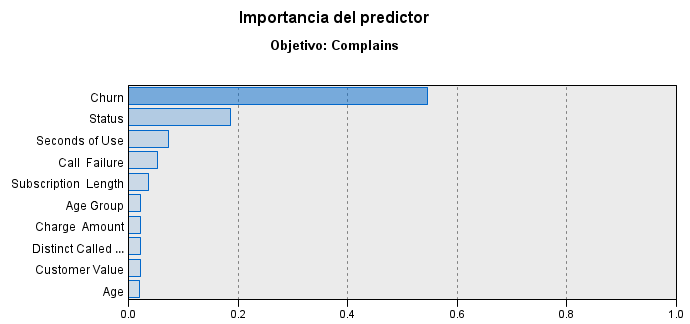 Importancia del predictor
Objetivo: Complains
Churn
Status
Seconds of Use
Call  Failure
Subscription  Length
Age Group
Charge  Amount
Distinct Called ...
Customer Value
Age
0.0 0.2 0.4 0.6 0.8 1.0